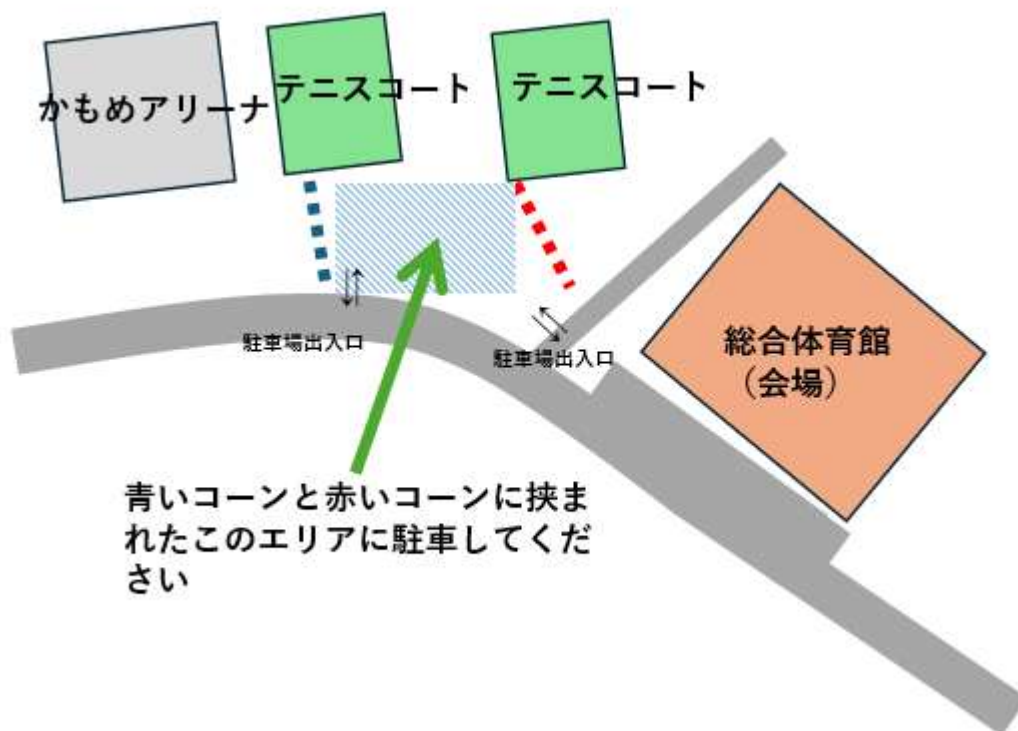 かもめアリーナ
テニスコート
テニスコート
駐車場出入口
駐車場出入口
総合体育館
（会場）
青いコーンと赤いコーンに挟ま
れたこのエリアに駐車してくだ
さい